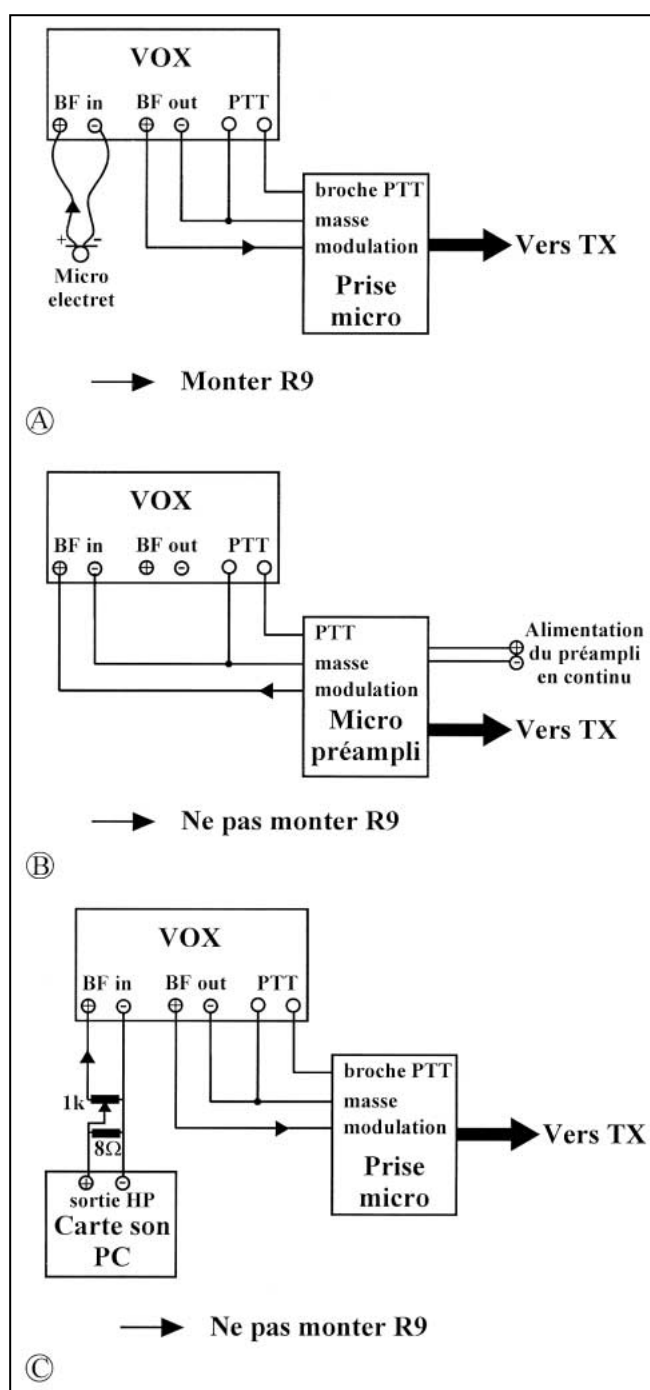 VOX
BF in BF out PTT
⊕ ⊖ ⊕ ⊖
broche PTT
masse
modulation
Prise
micro
Vers TX
+ -
Micro
electret
Monter R9
A
VOX
BF in BF out PTT
⊕ ⊖ ⊕ ⊖
PTT
masse
modulation
Micro
préampli
⊕
⊖
Alimentation
du préampli
en continu
Vers TX
Ne pas monter R9
B
VOX
BF in BF out PTT
⊕ ⊖ ⊕ ⊖
broche PTT
masse
modulation
Prise
micro
Vers TX
1k
8Ω
⊕ ⊖
sortie HP
Carte son
PC
Ne pas monter R9
C